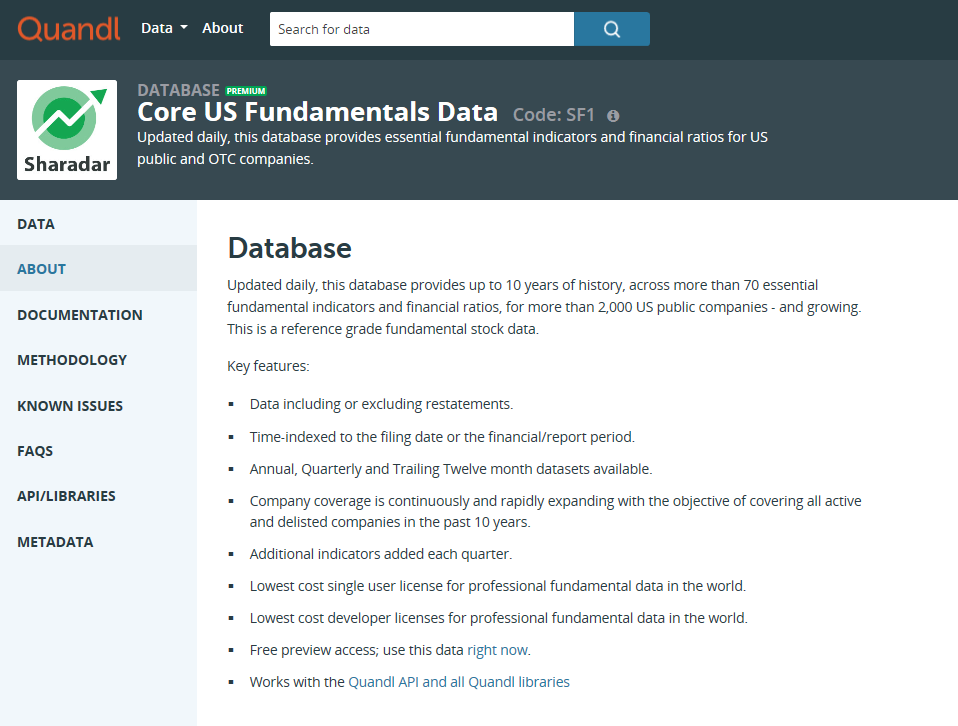 Quandl
Data
About
Search for data
Sharadar
DATABASE PREMIUM
Core US Fundamentals Data Code: SF1
Updated daily, this database provides essential fundamental indicators and financial ratios for US
public and OTC companies.
DATA
ABOUT
DOCUMENTATION
METHODOLOGY
KNOWN ISSUES
FAQS
API/LIBRARIES
METADATA
Database
Updated daily, this database provides up to 10 years of history, across more than 70 essential
fundamental indicators and financial ratios, for more than 2,000 US public companies - and growing.
This is a reference grade fundamental stock data.
Key features:
▪ Data including or excluding restatements.
▪ Time-indexed to the filing date or the financial/report period.
▪ Annual, Quarterly and Trailing Twelve month datasets available.
▪ Company coverage is continuously and rapidly expanding with the objective of covering all active
and delisted companies in the past 10 years.
▪ Additional indicators added each quarter.
▪ Lowest cost single user license for professional fundamental data in the world.
▪ Lowest cost developer licenses for professional fundamental data in the world.
▪ Free preview access; use this data right now.
▪ Works with the Quandl API and all Quandl libraries